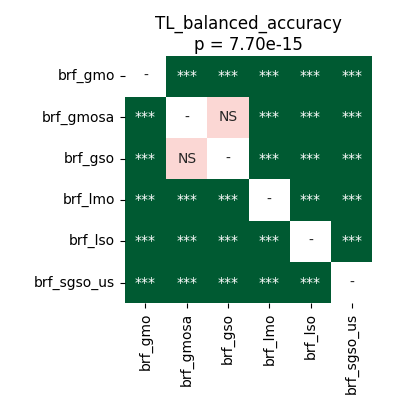 TL_balanced_accuracy
p = 7.70e-15
brf_gmo - *** *** *** *** ***
brf_gmosa *** - NS *** *** ***
brf_gso *** NS - *** *** ***
brf_lmo *** *** *** - *** ***
brf_lso *** *** *** *** - ***
brf_sgso_us *** *** *** *** *** -
brf_gmo
brf_gmosa
brf_gso
brf_lmo
brf_lso
brf_sgso_us